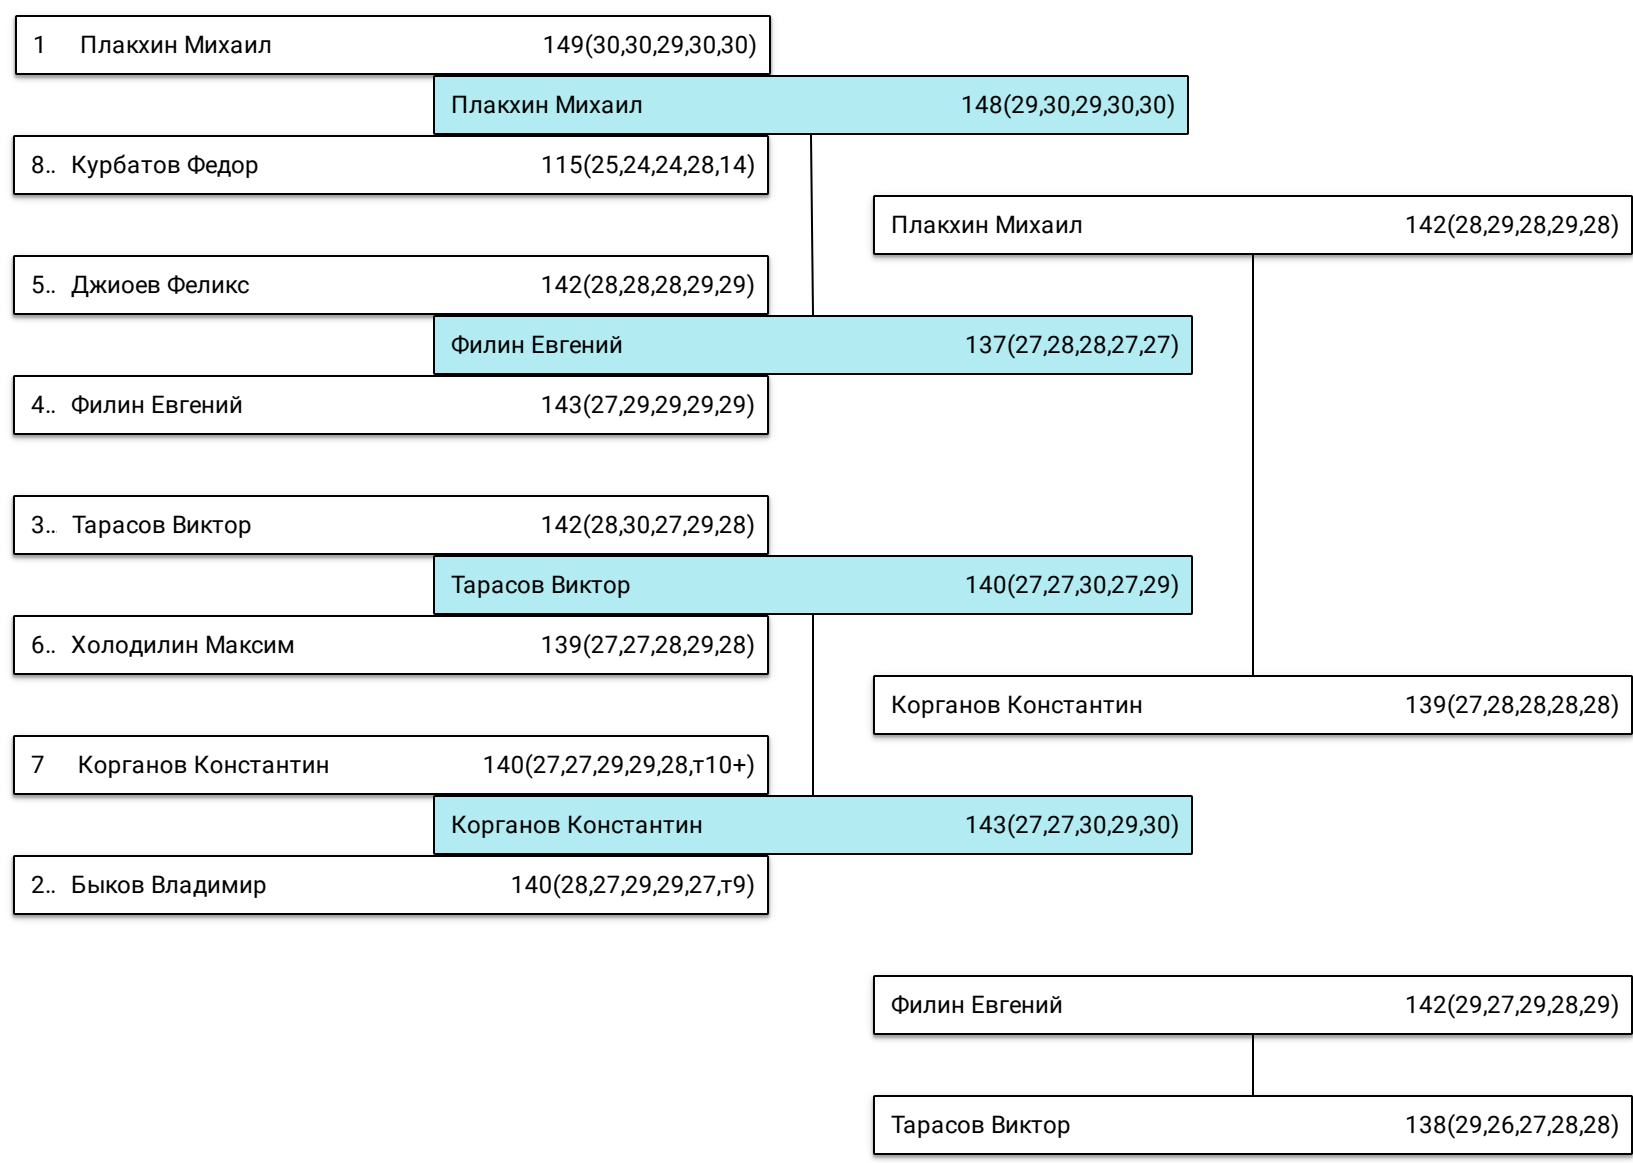 1 Плакхин Михаил 149(30,30,29,30,30)
Плакхин Михаил 148(29,30,29,30,30)
8.. Курбатов Федор 115(25,24,24,28,14)
Плакхин Михаил 142(28,29,28,29,28)
5.. Джиоев Феликс 142(28,28,28,29,29)
Филин Евгений 137(27,28,28,27,27)
4.. Филин Евгений 143(27,29,29,29,29)
3.. Тарасов Виктор 142(28,30,27,29,28)
Тарасов Виктор 140(27,27,30,27,29)
6.. Холодилин Максим 139(27,27,28,29,28)
Корганов Константин 139(27,28,28,28,28)
7 Корганов Константин 140(27,27,29,29,28,т10+)
Корганов Константин 143(27,27,30,29,30)
2.. Быков Владимир 140(28,27,29,29,27,т9)
Филин Евгений 142(29,27,29,28,29)
Тарасов Виктор 138(29,26,27,28,28)